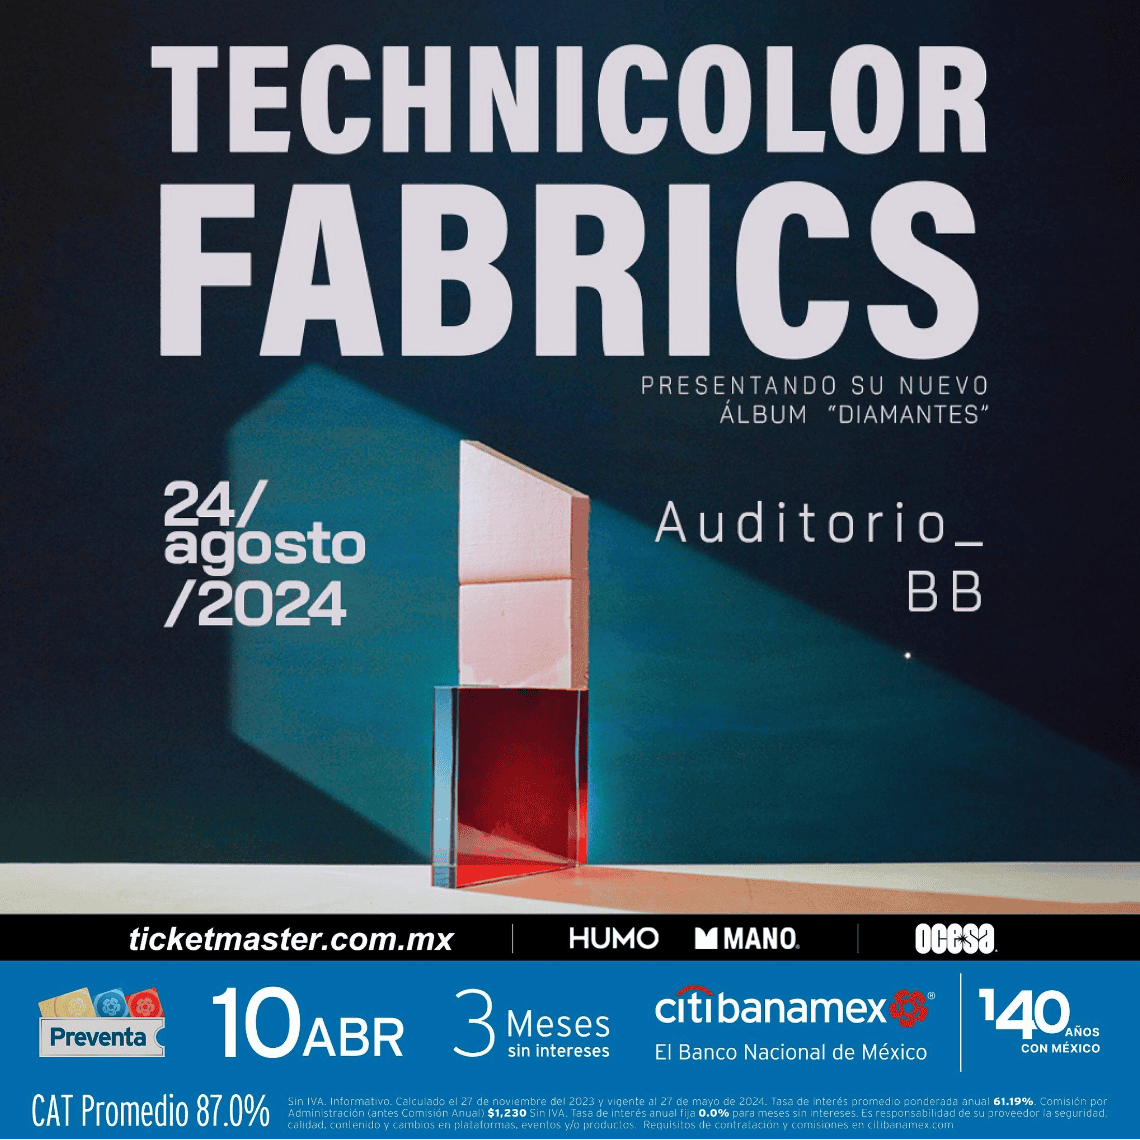 TECHNICOLOR
FABRICS
PRESENTANDO SU NUEVO
ÁLBUM "DIAMANTES"
24/
agosto
/2024
Auditorio_
BB
ticketmaster.com.mx
HUMO
MANO
OCESA
Preventa
10 ABR
3 Meses
sin intereses
citibanamex®
El Banco Nacional de México
140 AÑOS
CON MÉXICO
CAT Promedio 87.0%
Sin IVA. Informativo. Calculado el 27 de noviembre del 2023 y vigente al 27 de mayo de 2024. Tasa de interés promedio ponderada anual 61.19%. Comisión por
Administración (antes Comisión Anual) $1,230 Sin IVA. Tasa de interés anual fija 0.0% para meses sin intereses. Es responsabilidad de su proveedor la seguridad,
calidad, contenido y cambios en plataformas, eventos y/o productos. Requisitos de contratación y comisiones en citibanamex.com